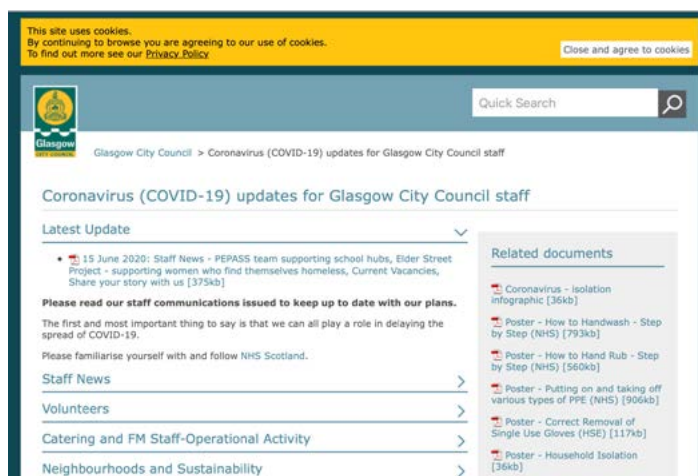 This site uses cookies.
By continuing to browse you are agreeing to our use of cookies.
To find out more see our Privacy Policy
Close and agree to cookies
Quick Search
Glasgow
CITY COUNCIL
Glasgow City Council > Coronavirus (COVID-19) updates for Glasgow City Council staff
Coronavirus (COVID-19) updates for Glasgow City Council staff
Latest Update
• 15 June 2020: Staff News - PEPASS team supporting school hubs, Elder Street
Project - supporting women who find themselves homeless, Current Vacancies,
Share your story with us [375kb]
Please read our staff communications issued to keep up to date with our plans.
The first and most important thing to say is that we can all play a role in delaying the
spread of COVID-19.
Please familiarise yourself with and follow NHS Scotland.
Staff News
Volunteers
Catering and FM Staff-Operational Activity
Neighbourhoods and Sustainability
Related documents
Coronavirus - isolation
infographic [36kb]
Poster - How to Handwash - Step
by Step (NHS) [793kb]
Poster - How to Hand Rub - Step
by Step (NHS) [560kb]
Poster - Putting on and taking off
various types of PPE (NHS) [906kb]
Poster - Correct Removal of
Single Use Gloves (HSE) [117kb]
Poster - Household Isolation
[36kb]